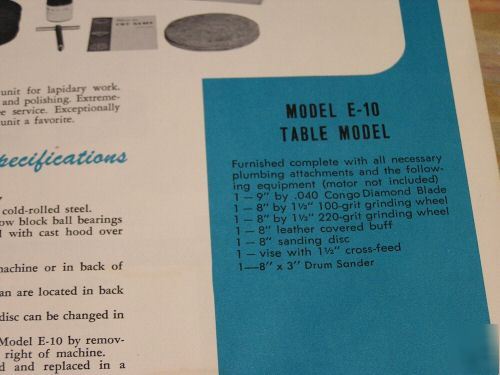 unit for lapidary work.
and polishing. Extreme-
service. Exceptionally
unit a favorite.
pecifications
cold-rolled steel.
ow block ball bearings
with cast hood over
machine or in back of
an are located in back
disc can be changed in
Model E-10 by remov-
right of machine.
d and replaced in a
MODEL E-10
TABLE MODEL
Furnished complete with all necessary
plumbing attachments and the follow-
ing equipment (motor not included)
1 — 9" by .040 Congo Diamond Blade
1 — 8" by 1½" 100-grit grinding wheel
1 — 8" by 1½" 220-grit grinding wheel
1 — 8" leather covered buff
1 — 8" sanding disc
1 — vise with 1½" cross-feed
1—8" x 3" Drum Sander